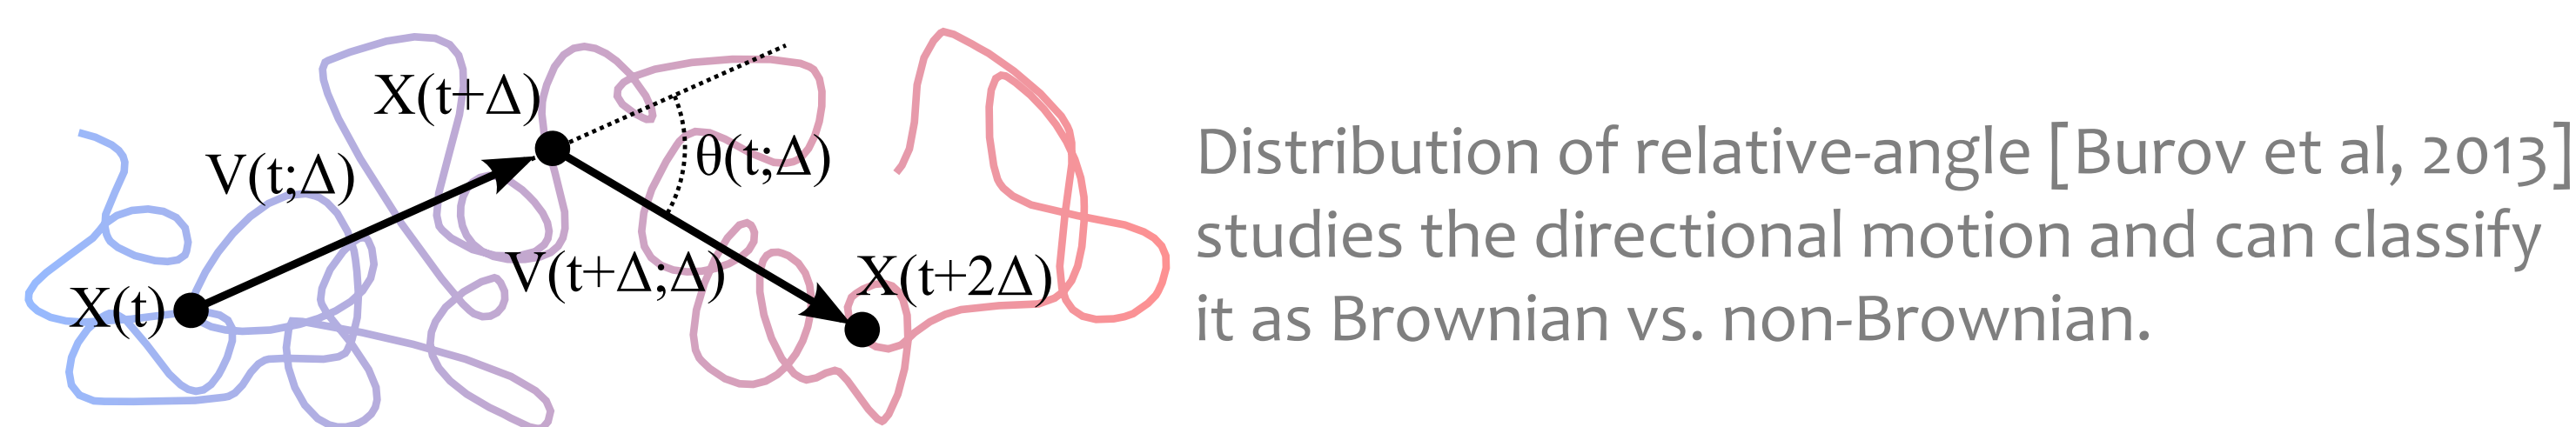 X(t+Δ)
V(t;Δ)
θ(t;Δ)
V(t+Δ;Δ)
X(t+2Δ)
X(t)
Distribution of relative-angle [Burov et al, 2013]
studies the directional motion and can classify
it as Brownian vs. non-Brownian.